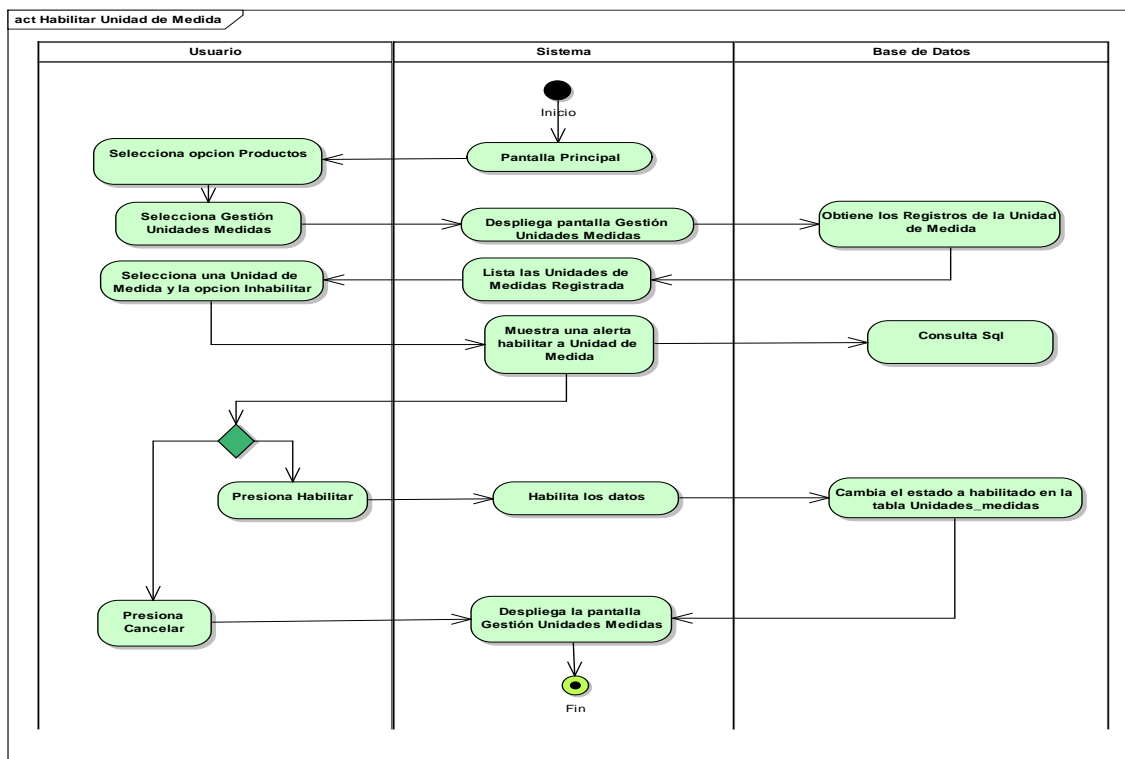 act Habilitar Unidad de Medida
Usuario
Sistema
Base de Datos
Inicio
Selecciona opcion Productos
Pantalla Principal
Selecciona Gestión
Unidades Medidas
Despliega pantalla Gestión
Unidades Medidas
Obtiene los Registros de la Unidad
de Medida
Selecciona una Unidad de
Medida y la opcion Inhabilitar
Lista las Unidades de
Medidas Registrada
Muestra una alerta
habilitar a Unidad de
Medida
Consulta Sql
Presiona Habilitar
Habilita los datos
Cambia el estado a habilitado en la
tabla Unidades_medidas
Presiona
Cancelar
Despliega la pantalla
Gestión Unidades Medidas
Fin